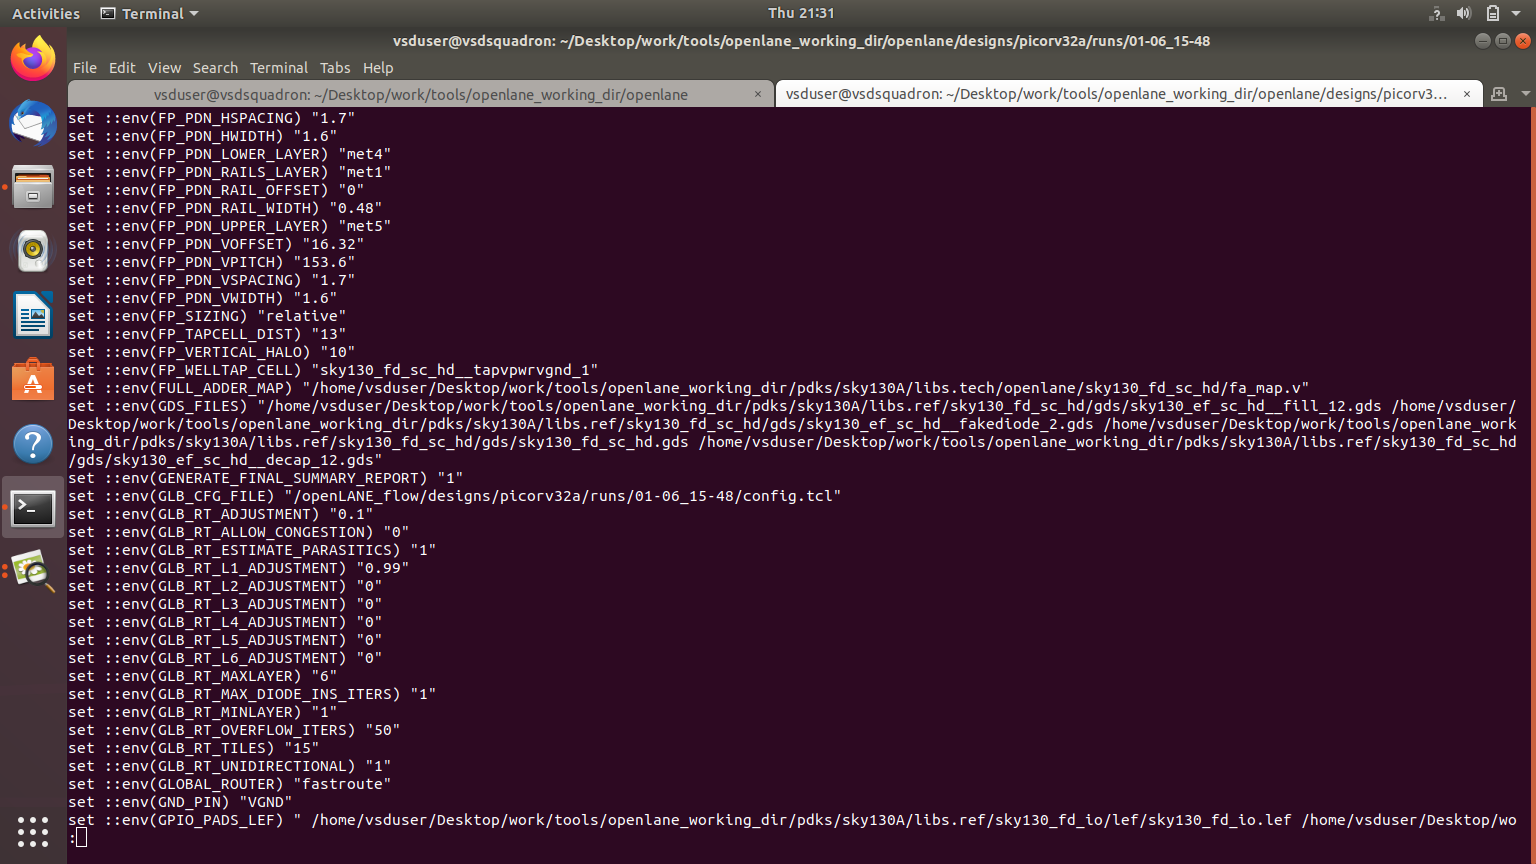 Activities
Terminal
Thu 21:31
vsduser@vsdsquadron: ~/Desktop/work/tools/openlane_working_dir/openlane/designs/picorv32a/runs/01-06_15-48
File Edit View Search Terminal Tabs Help
vsduser@vsdsquadron: ~/Desktop/work/tools/openlane_working_dir/openlane ×
vsduser@vsdsquadron: ~/Desktop/work/tools/openlane_working_dir/openlane/designs/picorv3... ×
set ::env(FP_PDN_HSPACING) "1.7"
set ::env(FP_PDN_HWIDTH) "1.6"
set ::env(FP_PDN_LOWER_LAYER) "met4"
set ::env(FP_PDN_RAILS_LAYER) "met1"
set ::env(FP_PDN_RAIL_OFFSET) "0"
set ::env(FP_PDN_RAIL_WIDTH) "0.48"
set ::env(FP_PDN_UPPER_LAYER) "met5"
set ::env(FP_PDN_VOFFSET) "16.32"
set ::env(FP_PDN_VPITCH) "153.6"
set ::env(FP_PDN_VSPACING) "1.7"
set ::env(FP_PDN_VWIDTH) "1.6"
set ::env(FP_SIZING) "relative"
set ::env(FP_TAPCELL_DIST) "13"
set ::env(FP_VERTICAL_HALO) "10"
set ::env(FP_WELLTAP_CELL) "sky130_fd_sc_hd__tapvpwrvgnd_1"
set ::env(FULL_ADDER_MAP) "/home/vsduser/Desktop/work/tools/openlane_working_dir/pdks/sky130A/libs.tech/openlane/sky130_fd_sc_hd/fa_map.v"
set ::env(GDS_FILES) "/home/vsduser/Desktop/work/tools/openlane_working_dir/pdks/sky130A/libs.ref/sky130_fd_sc_hd/gds/sky130_ef_sc_hd__fill_12.gds /home/vsduser/
Desktop/work/tools/openlane_working_dir/pdks/sky130A/libs.ref/sky130_fd_sc_hd/gds/sky130_ef_sc_hd__fakediode_2.gds /home/vsduser/Desktop/work/tools/openlane_work
ing_dir/pdks/sky130A/libs.ref/sky130_fd_sc_hd/gds/sky130_fd_sc_hd.gds /home/vsduser/Desktop/work/tools/openlane_working_dir/pdks/sky130A/libs.ref/sky130_fd_sc_hd
/gds/sky130_ef_sc_hd__decap_12.gds"
set ::env(GENERATE_FINAL_SUMMARY_REPORT) "1"
set ::env(GLB_CFG_FILE) "/openLANE_flow/designs/picorv32a/runs/01-06_15-48/config.tcl"
set ::env(GLB_RT_ADJUSTMENT) "0.1"
set ::env(GLB_RT_ALLOW_CONGESTION) "0"
set ::env(GLB_RT_ESTIMATE_PARASITICS) "1"
set ::env(GLB_RT_L1_ADJUSTMENT) "0.99"
set ::env(GLB_RT_L2_ADJUSTMENT) "0"
set ::env(GLB_RT_L3_ADJUSTMENT) "0"
set ::env(GLB_RT_L4_ADJUSTMENT) "0"
set ::env(GLB_RT_L5_ADJUSTMENT) "0"
set ::env(GLB_RT_L6_ADJUSTMENT) "0"
set ::env(GLB_RT_MAXLAYER) "6"
set ::env(GLB_RT_MAX_DIODE_INS_ITERS) "1"
set ::env(GLB_RT_MINLAYER) "1"
set ::env(GLB_RT_OVERFLOW_ITERS) "50"
set ::env(GLB_RT_TILES) "15"
set ::env(GLB_RT_UNIDIRECTIONAL) "1"
set ::env(GLOBAL_ROUTER) "fastroute"
set ::env(GND_PIN) "VGND"
set ::env(GPIO_PADS_LEF) " /home/vsduser/Desktop/work/tools/openlane_working_dir/pdks/sky130A/libs.ref/sky130_fd_io/lef/sky130_fd_io.lef /home/vsduser/Desktop/wo
: